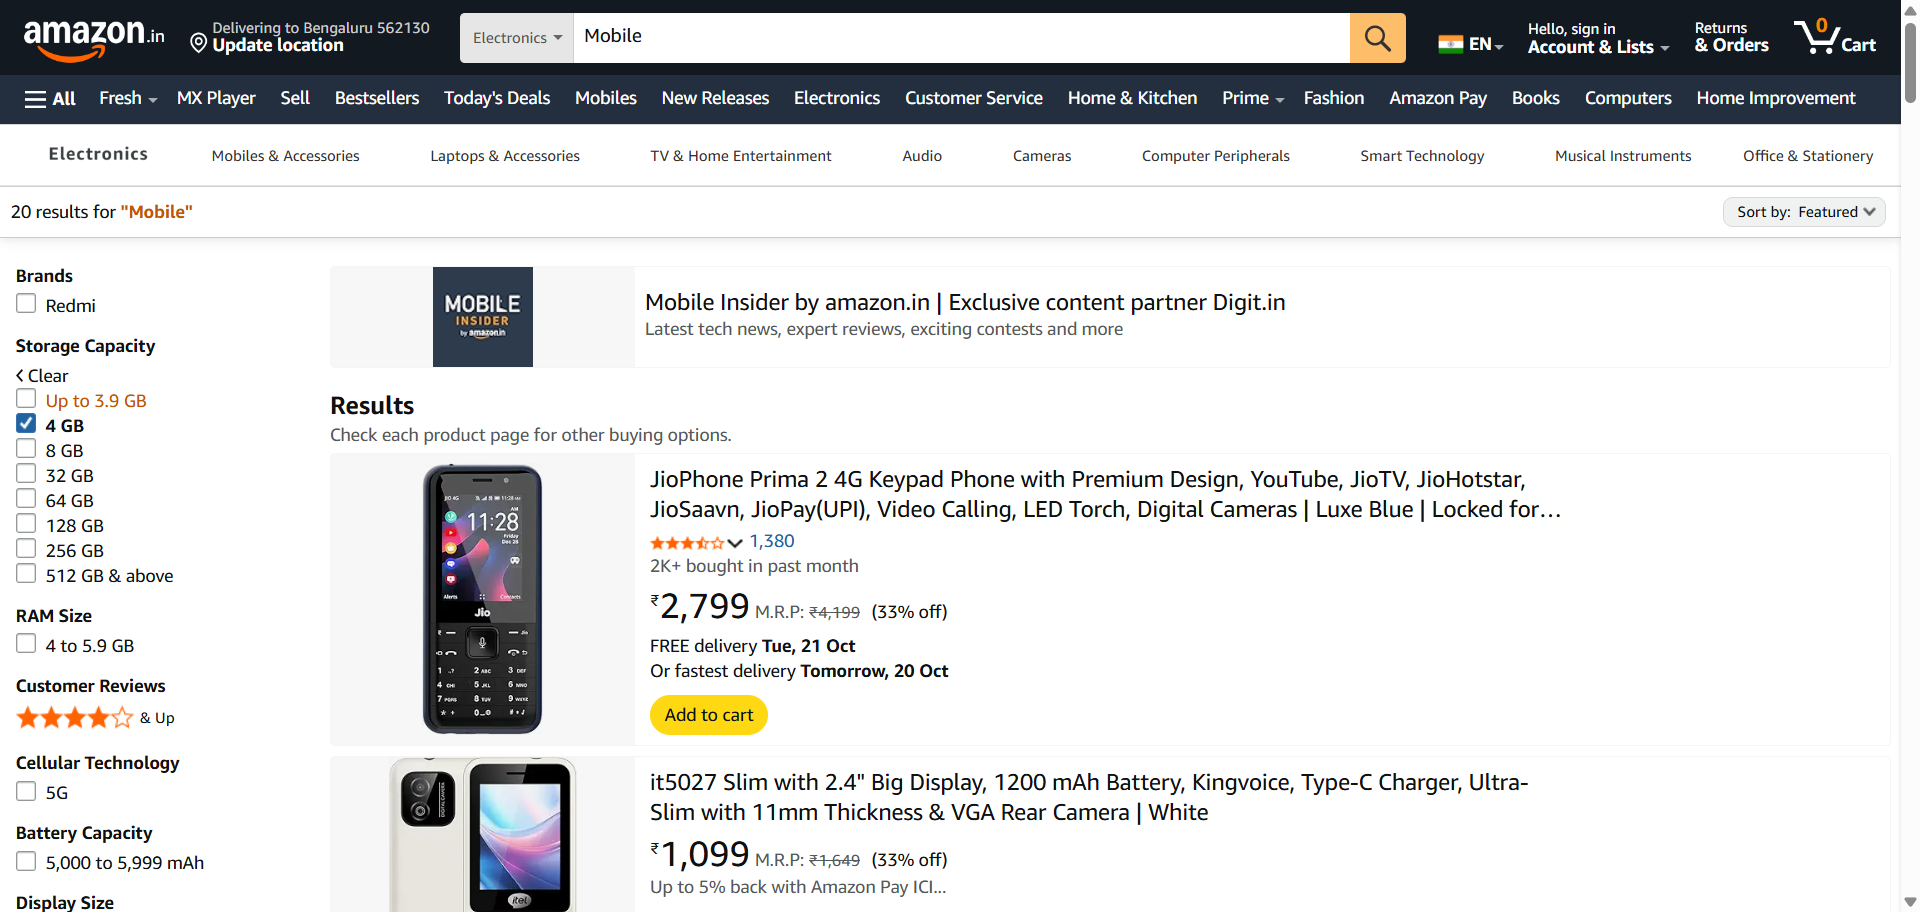 amazon.in
Delivering to Bengaluru 562130
Update location
Electronics
Mobile
EN
Hello, sign in
Account & Lists
Returns
& Orders
0
Cart
All
Fresh
MX Player
Sell
Bestsellers
Today's Deals
Mobiles
New Releases
Electronics
Customer Service
Home & Kitchen
Prime
Fashion
Amazon Pay
Books
Computers
Home Improvement
Electronics
Mobiles & Accessories
Laptops & Accessories
TV & Home Entertainment
Audio
Cameras
Computer Peripherals
Smart Technology
Musical Instruments
Office & Stationery
20 results for "Mobile"
Sort by: Featured
Brands
Redmi
Storage Capacity
Clear
Up to 3.9 GB
4 GB
8 GB
32 GB
64 GB
128 GB
256 GB
512 GB & above
RAM Size
4 to 5.9 GB
Customer Reviews
& Up
Cellular Technology
5G
Battery Capacity
5,000 to 5,999 mAh
Display Size
MOBILE
INSIDER
by amazon.in
Mobile Insider by amazon.in | Exclusive content partner Digit.in
Latest tech news, expert reviews, exciting contests and more
Results
Check each product page for other buying options.
11:28
Jio
JioPhone Prima 2 4G Keypad Phone with Premium Design, YouTube, JioTV, JioHotstar,
JioSaavn, JioPay(UPI), Video Calling, LED Torch, Digital Cameras | Luxe Blue | Locked for…
1,380
2K+ bought in past month
₹2,799 M.R.P: ₹4,199 (33% off)
FREE delivery Tue, 21 Oct
Or fastest delivery Tomorrow, 20 Oct
Add to cart
itel
it5027 Slim with 2.4" Big Display, 1200 mAh Battery, Kingvoice, Type-C Charger, Ultra-
Slim with 11mm Thickness & VGA Rear Camera | White
₹1,099 M.R.P: ₹1,649 (33% off)
Up to 5% back with Amazon Pay ICI...